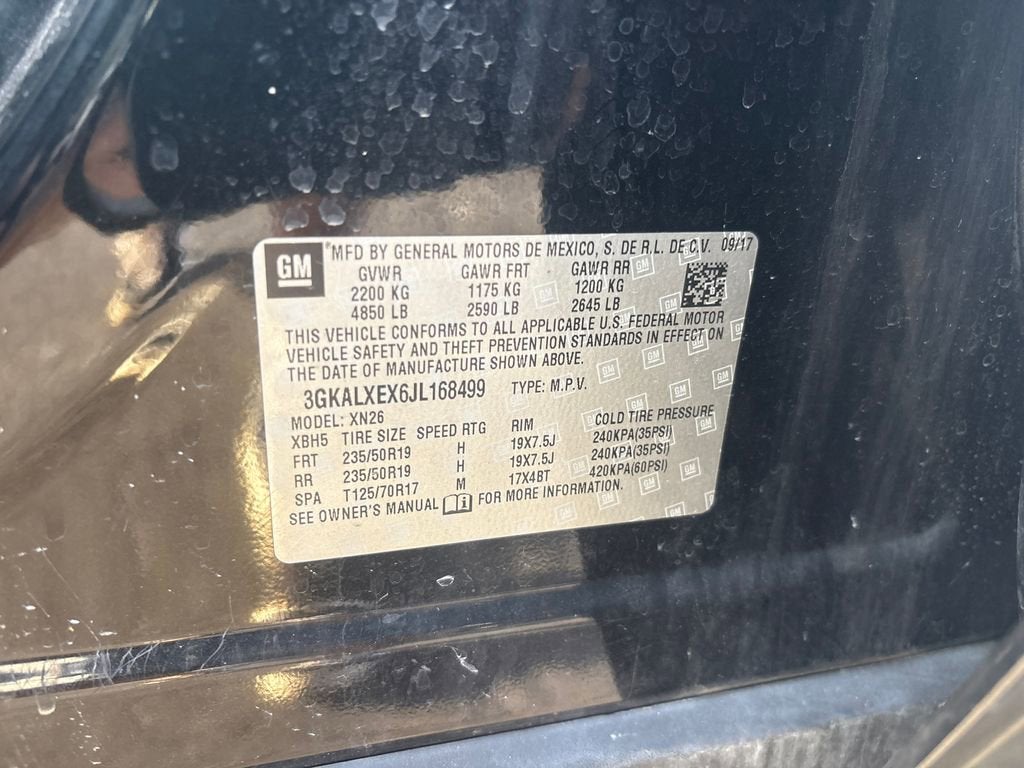 GM ® MFD BY GENERAL MOTORS DE MEXICO, S. DE R.L. DE C.V. 09/17
GVWR GAWR FRT GAWR RR
2200 KG 1175 KG 1200 KG
4850 LB 2590 LB 2645 LB
THIS VEHICLE CONFORMS TO ALL APPLICABLE U.S. FEDERAL MOTOR
VEHICLE SAFETY AND THEFT PREVENTION STANDARDS IN EFFECT ON
THE DATE OF MANUFACTURE SHOWN ABOVE.
3GKALXEX6JL168499 TYPE: M.P.V.
MODEL: XN26
XBH5 TIRE SIZE SPEED RTG RIM COLD TIRE PRESSURE
FRT 235/50R19 H 19X7.5J 240KPA(35PSI)
RR 235/50R19 H 19X7.5J 240KPA(35PSI)
SPA T125/70R17 M 17X4BT 420KPA(60PSI)
SEE OWNER'S MANUAL i FOR MORE INFORMATION.